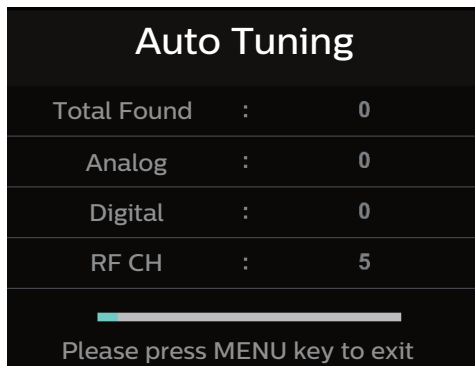 Auto Tuning
Total Found : 0
Analog : 0
Digital : 0
RF CH : 5
Please press MENU key to exit